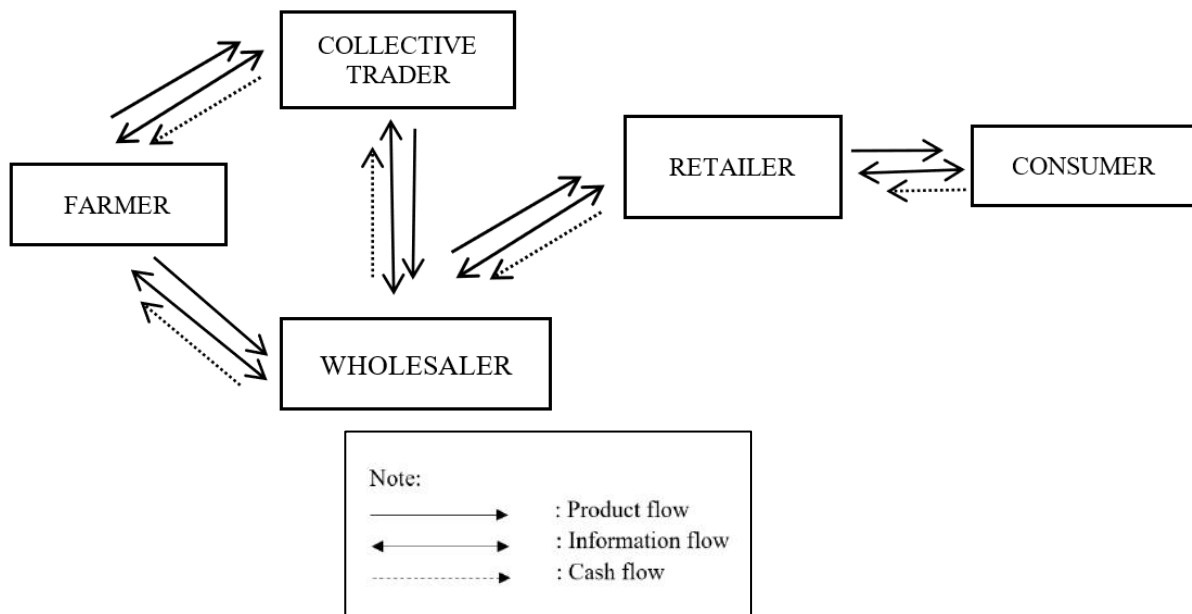 COLLECTIVE
TRADER
RETAILER
CONSUMER
FARMER
WHOLESALER
Note:
: Product flow
: Information flow
: Cash flow